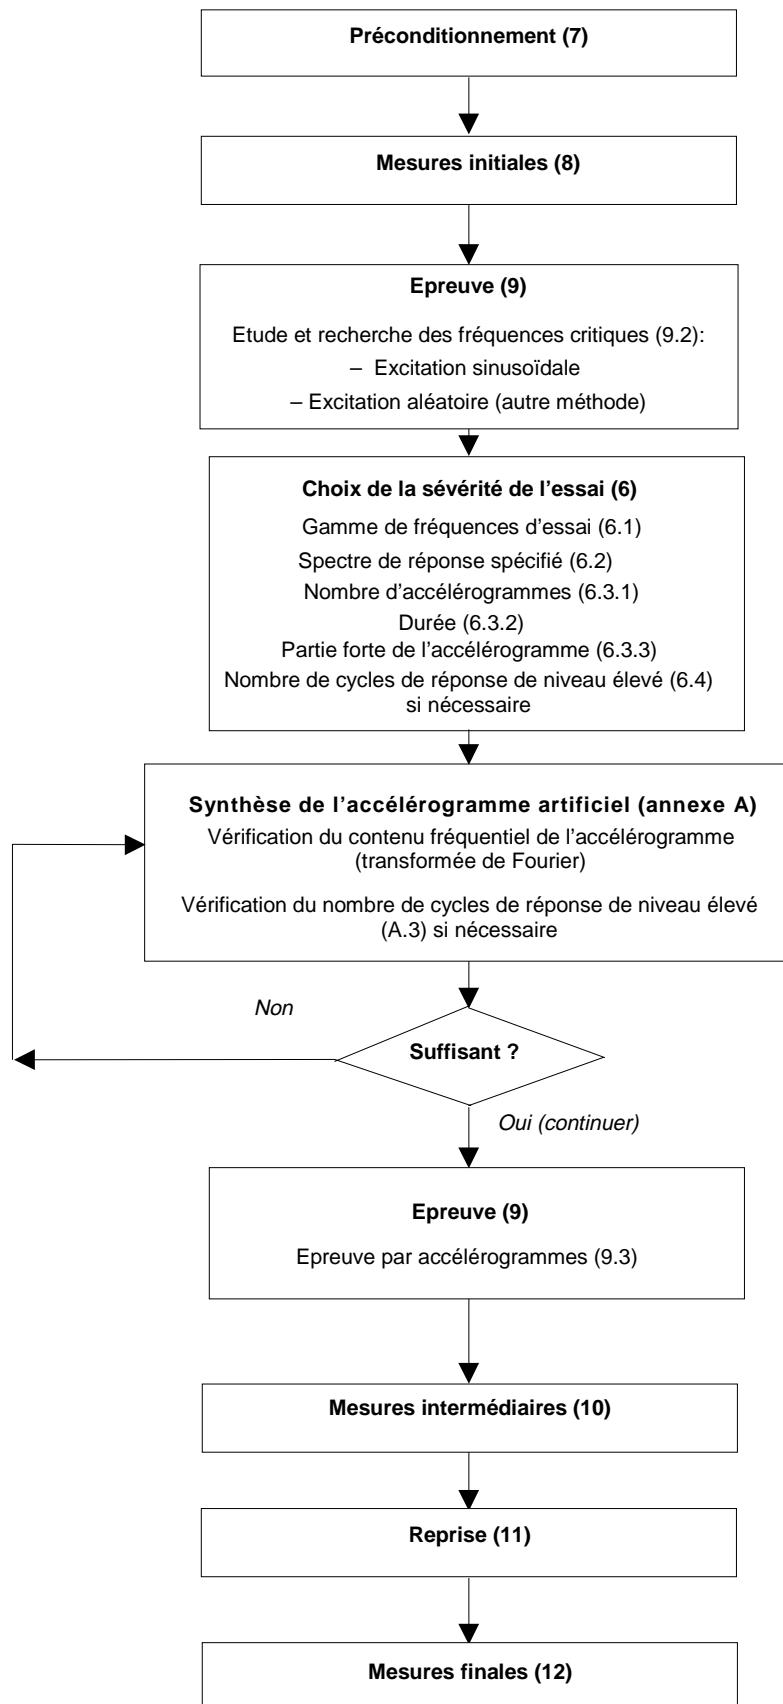 Préconditionnement (7)
Mesures initiales (8)
Epreuve (9)
Etude et recherche des fréquences critiques (9.2):
– Excitation sinusoïdale
– Excitation aléatoire (autre méthode)
Choix de la sévérité de l'essai (6)
Gamme de fréquences d'essai (6.1)
Spectre de réponse spécifié (6.2)
Nombre d'accélérogrammes (6.3.1)
Durée (6.3.2)
Partie forte de l'accélérogramme (6.3.3)
Nombre de cycles de réponse de niveau élevé (6.4)
si nécessaire
Synthèse de l'accélérogramme artificiel (annexe A)
Vérification du contenu fréquentiel de l'accélérogramme
(transformée de Fourier)
Vérification du nombre de cycles de réponse de niveau élevé
(A.3) si nécessaire
Non
Suffisant ?
Oui (continuer)
Epreuve (9)
Epreuve par accélérogrammes (9.3)
Mesures intermédiaires (10)
Reprise (11)
Mesures finales (12)